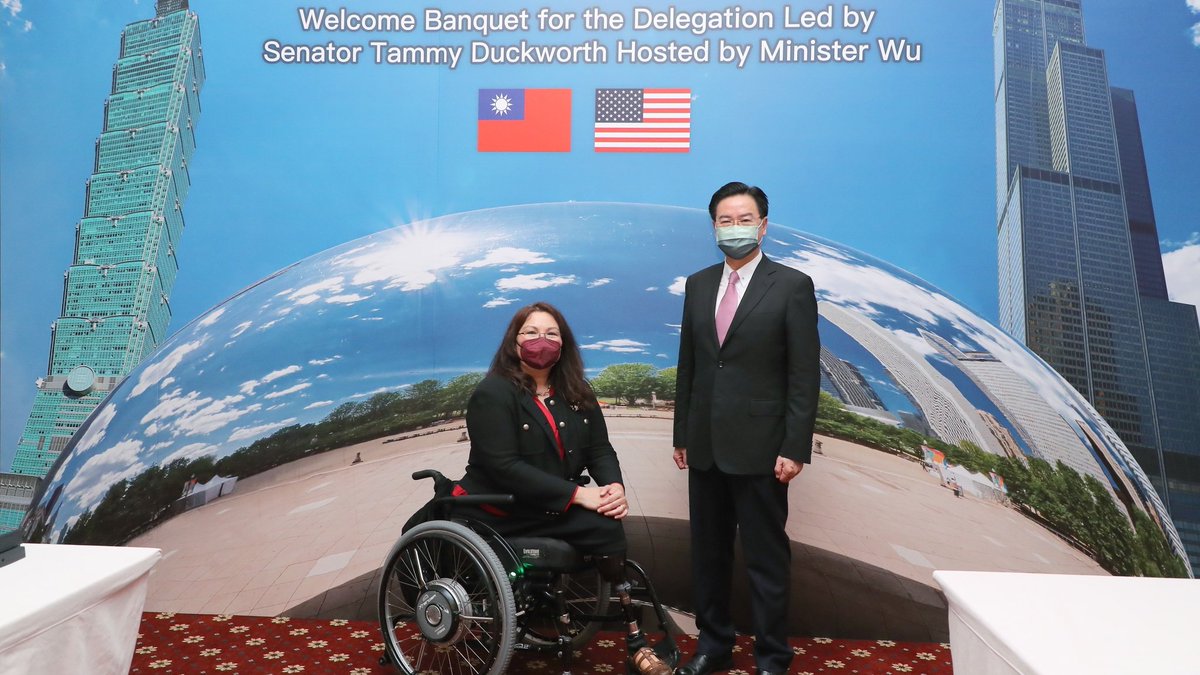 Welcome Banquet for the Delegation Led by
Senator Tammy Duckworth Hosted by Minister Wu